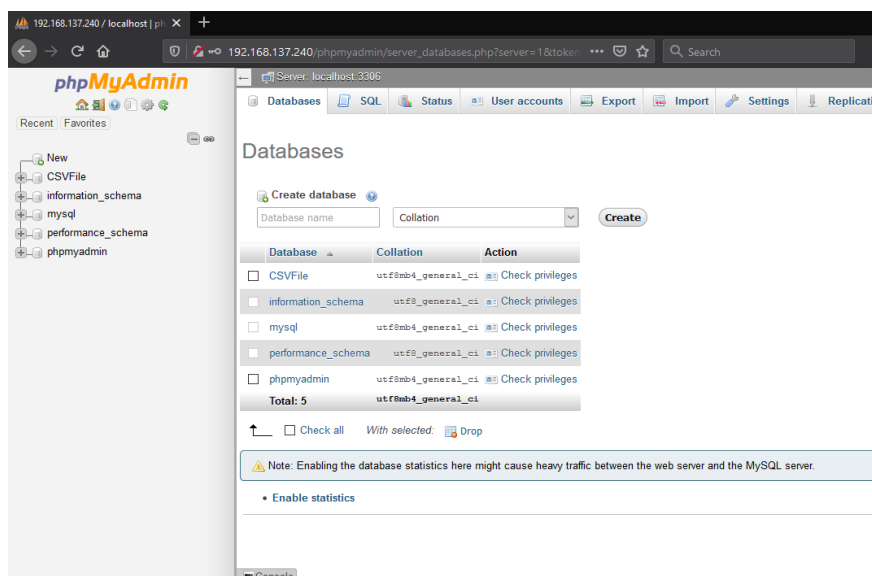 192.168.137.240 / localhost | ph
192.168.137.240/phpmyadmin/server_databases.php?server=1&token
Search
phpMyAdmin
Recent Favorites
New
CSVFile
information_schema
mysql
performance_schema
phpmyadmin
Server: localhost:3306
Databases SQL Status User accounts Export Import Settings Replicati
Databases
Create database
Database name Collation Create
Database Collation Action
CSVFile utf8mb4_general_ci Check privileges
information_schema utf8_general_ci Check privileges
mysql utf8mb4_general_ci Check privileges
performance_schema utf8_general_ci Check privileges
phpmyadmin utf8mb4_general_ci Check privileges
Total: 5 utf8mb4_general_ci
Check all With selected: Drop
Note: Enabling the database statistics here might cause heavy traffic between the web server and the MySQL server.
Enable statistics
Console